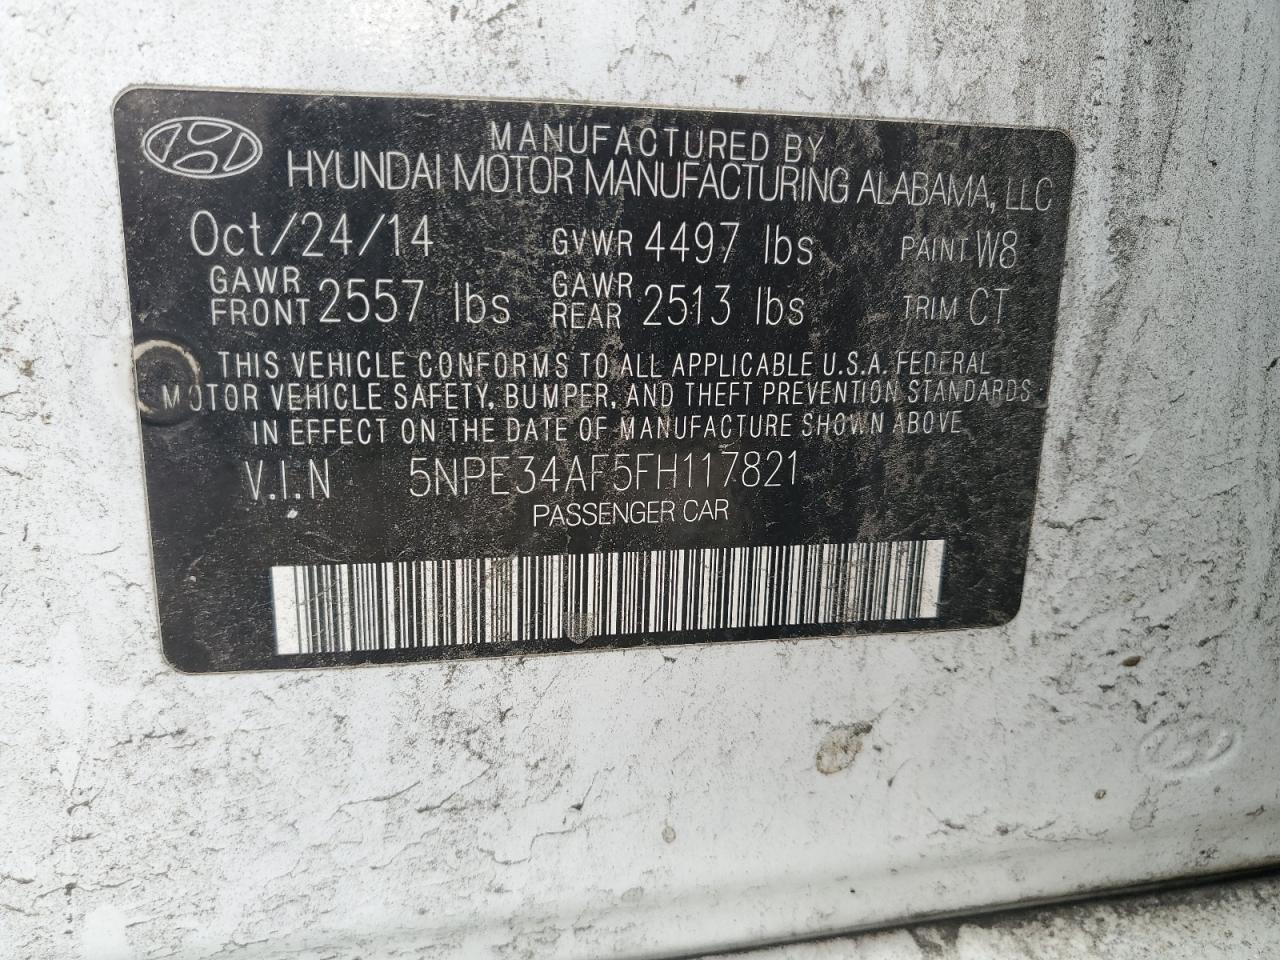 MANUFACTURED BY
HYUNDAI MOTOR MANUFACTURING ALABAMA, LLC
Oct/24/14 GVWR 4497 lbs PAINT W8
GAWR FRONT 2557 lbs GAWR REAR 2513 lbs TRIM CT
THIS VEHICLE CONFORMS TO ALL APPLICABLE U.S.A. FEDERAL
MOTOR VEHICLE SAFETY, BUMPER, AND THEFT PREVENTION STANDARDS
IN EFFECT ON THE DATE OF MANUFACTURE SHOWN ABOVE
V.I.N 5NPE34AF5FH117821
PASSENGER CAR